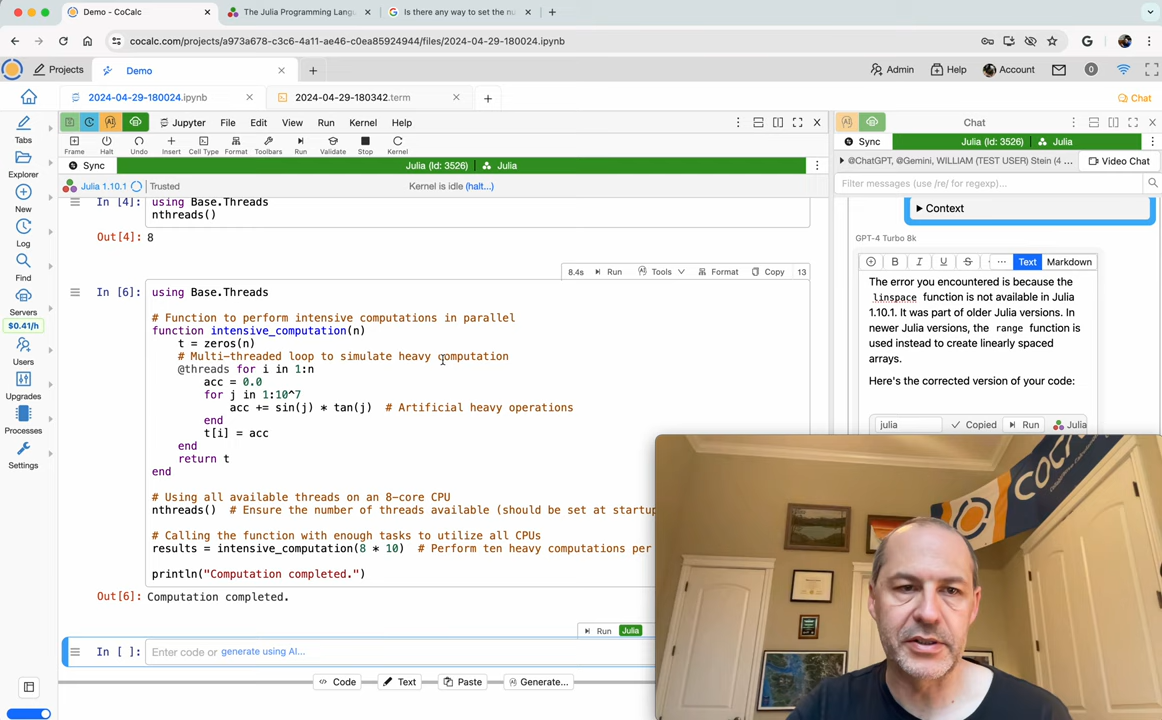 Demo - CoCalc
The Julia Programming Langu
Is there any way to set the nu
cocalc.com/projects/a973a678-c3c6-4a11-ae46-c0ea85924944/files/2024-04-29-180024.ipynb
Projects
Demo
Admin
Help
Account
0
2024-04-29-180024.ipynb
2024-04-29-180342.term
Chat
Tabs
Explorer
New
Log
Find
Servers
$0.41/h
Users
Upgrades
Processes
Settings
AI
Jupyter File Edit View Run Kernel Help
Frame Halt Undo Insert Cell Type Format Toolbars Run Validate Stop Kernel
Sync
Julia (Id: 3526) Julia
Julia 1.10.1 Trusted Kernel is idle (halt...)
In [4]: using Base.Threads
nthreads()
Out[4]: 8
8.4s Run Tools Format Copy 13
In [6]: using Base.Threads
# Function to perform intensive computations in parallel
function intensive_computation(n)
t = zeros(n)
# Multi-threaded loop to simulate heavy computation
@threads for i in 1:n
acc = 0.0
for j in 1:10^7
acc += sin(j) * tan(j) # Artificial heavy operations
end
t[i] = acc
end
return t
end
# Using all available threads on an 8-core CPU
nthreads() # Ensure the number of threads available (should be set at startup
# Calling the function with enough tasks to utilize all CPUs
results = intensive_computation(8 * 10) # Perform ten heavy computations per
println("Computation completed.")
Out[6]: Computation completed.
Run Julia
In [ ]: Enter code or generate using AI...
Code Text Paste Generate...
AI
Chat
Sync
Julia (Id: 3526) Julia
@ChatGPT, @Gemini, WILLIAM (TEST USER) Stein (4 ...
Video Chat
Filter messages (use /re/ for regexp)...
Context
GPT-4 Turbo 8k
B I U S ... Text Markdown
The error you encountered is because the
linspace function is not available in Julia
1.10.1. It was part of older Julia versions. In
newer Julia versions, the range function is
used instead to create linearly spaced
arrays.
Here's the corrected version of your code:
julia Copied Run Julia
COC